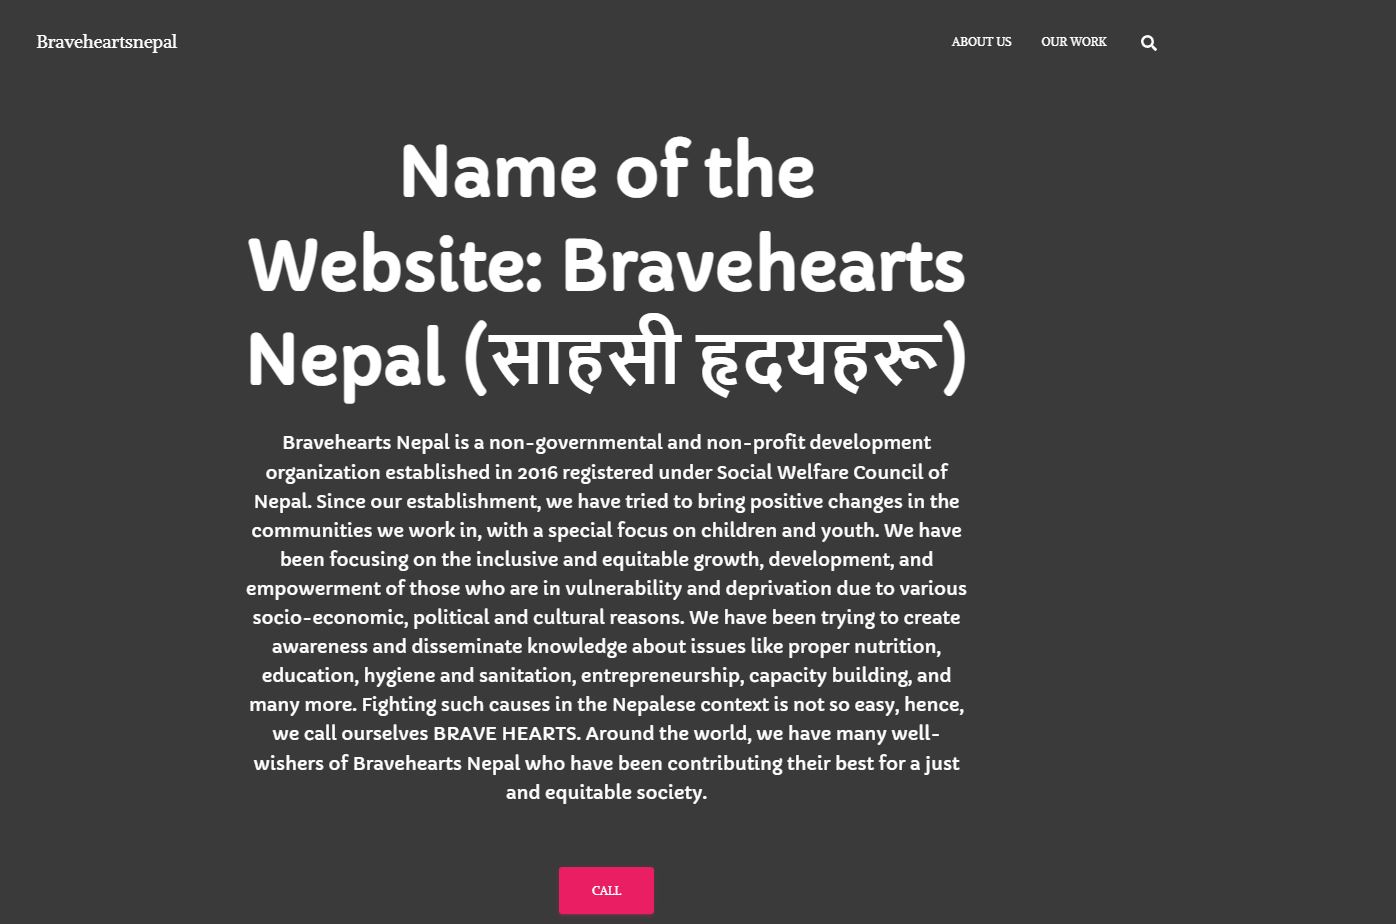 Braveheartsnepal
ABOUT US
OUR WORK
Name of the
Website: Bravehearts
Nepal (साहसी हृदयहरू)
Bravehearts Nepal is a non-governmental and non-profit development
organization established in 2016 registered under Social Welfare Council of
Nepal. Since our establishment, we have tried to bring positive changes in the
communities we work in, with a special focus on children and youth. We have
been focusing on the inclusive and equitable growth, development, and
empowerment of those who are in vulnerability and deprivation due to various
socio-economic, political and cultural reasons. We have been trying to create
awareness and disseminate knowledge about issues like proper nutrition,
education, hygiene and sanitation, entrepreneurship, capacity building, and
many more. Fighting such causes in the Nepalese context is not so easy, hence,
we call ourselves BRAVE HEARTS. Around the world, we have many well-
wishers of Bravehearts Nepal who have been contributing their best for a just
and equitable society.
CALL